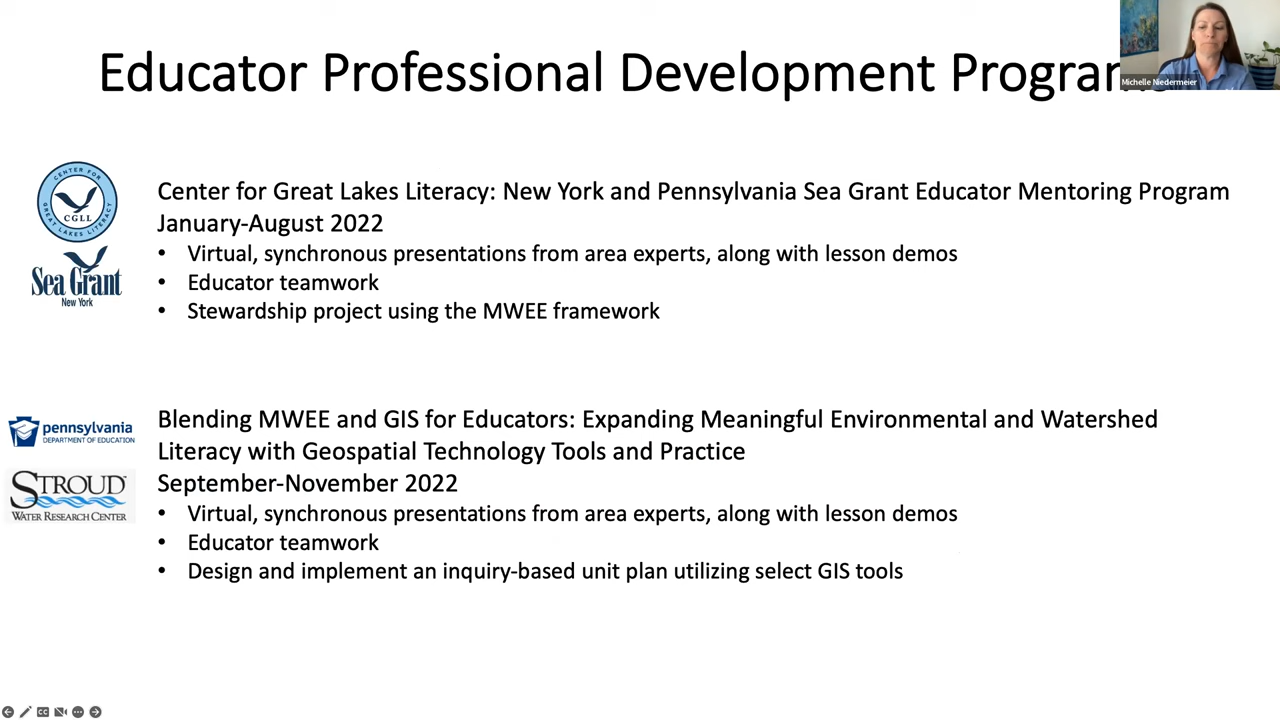 Educator Professional Development Program
Michelle Niedermeier
CENTER FOR
GREAT LAKES LITERACY
CGLL
Center for Great Lakes Literacy: New York and Pennsylvania Sea Grant Educator Mentoring Program
January-August 2022
• Virtual, synchronous presentations from area experts, along with lesson demos
• Educator teamwork
• Stewardship project using the MWEE framework
Sea Grant
New York
Blending MWEE and GIS for Educators: Expanding Meaningful Environmental and Watershed
Literacy with Geospatial Technology Tools and Practice
September-November 2022
• Virtual, synchronous presentations from area experts, along with lesson demos
• Educator teamwork
• Design and implement an inquiry-based unit plan utilizing select GIS tools
pennsylvania
DEPARTMENT OF EDUCATION
STROUD
WATER RESEARCH CENTER
CC